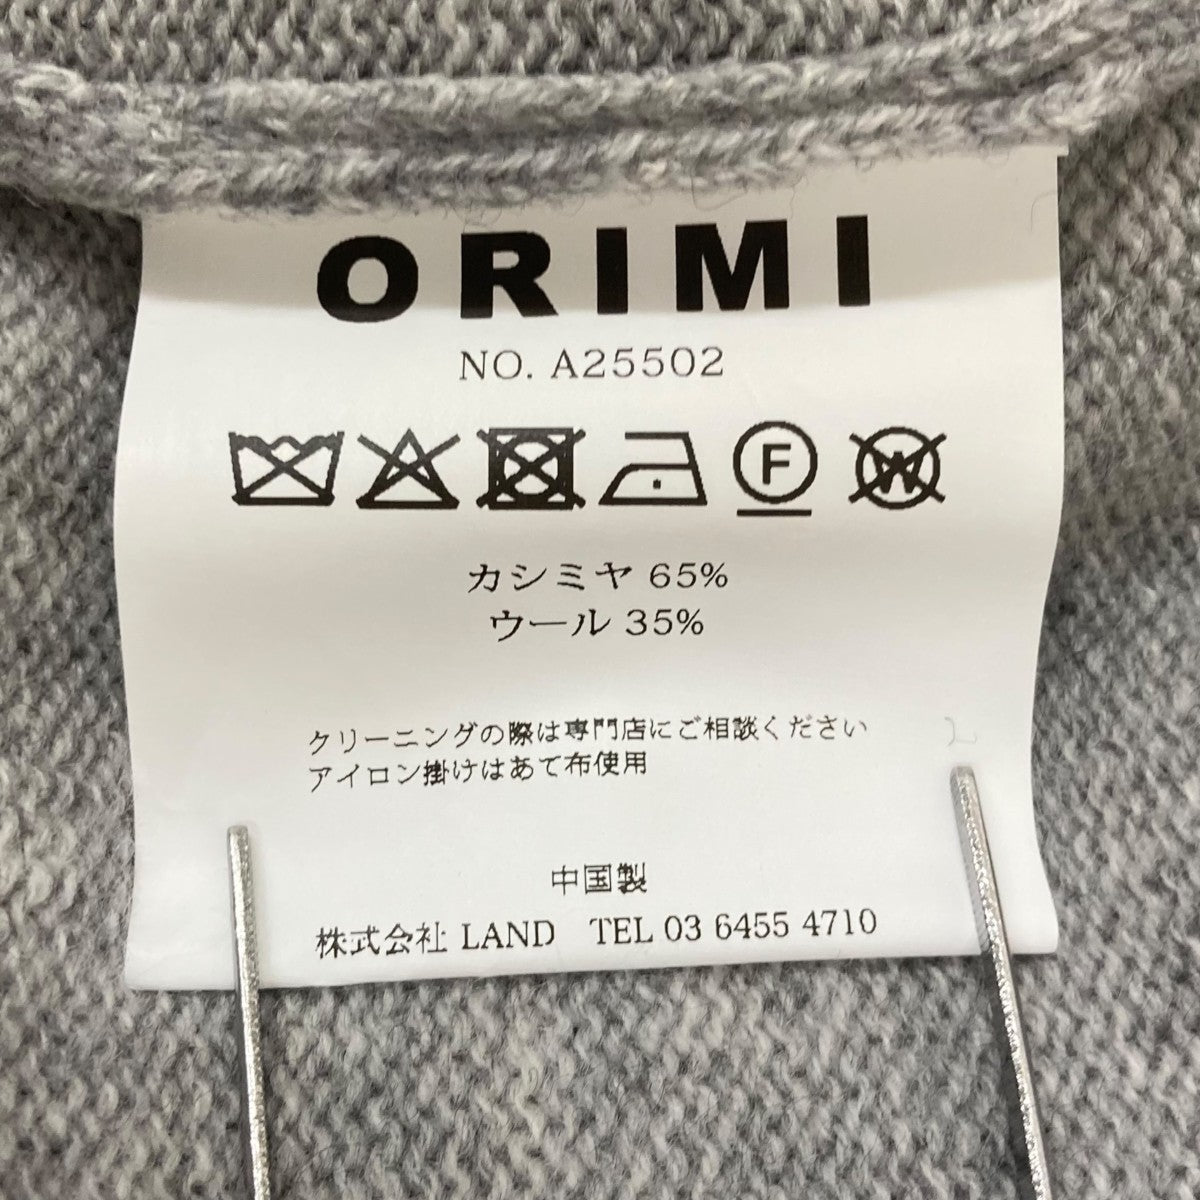 ORIMI
NO. A25502
F W
カシミヤ 65%
ウール 35%
クリーニングの際は専門店にご相談ください
アイロン掛けはあて布使用
中国製
株式会社 LAND TEL 03 6455 4710